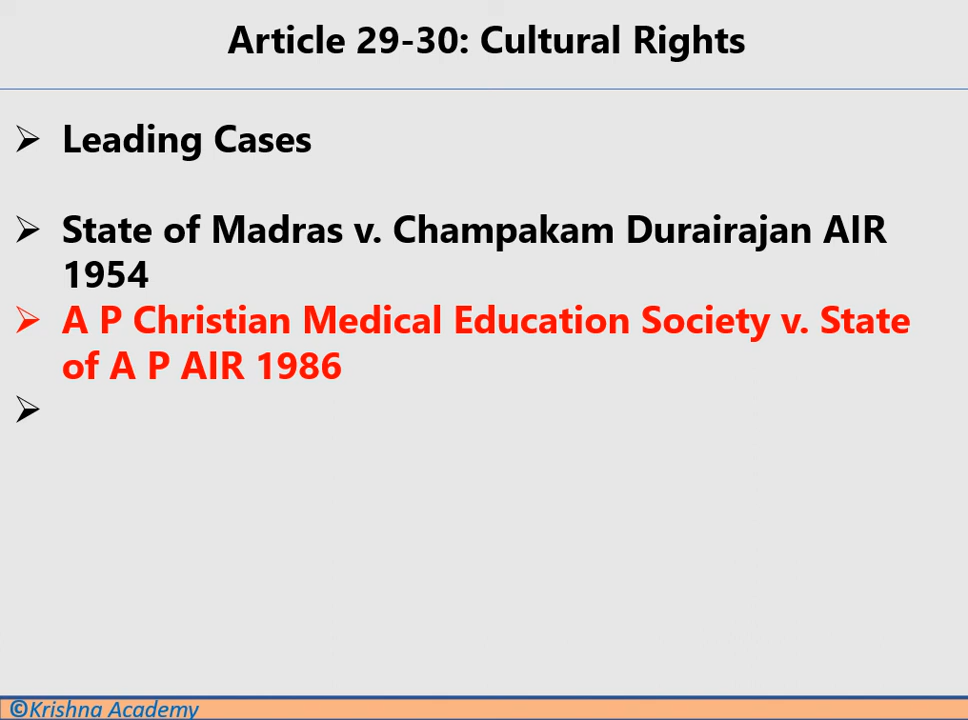 Article 29-30: Cultural Rights
➢ Leading Cases
➢ State of Madras v. Champakam Durairajan AIR
1954
➢ A P Christian Medical Education Society v. State
of A P AIR 1986
➢
©Krishna Academy